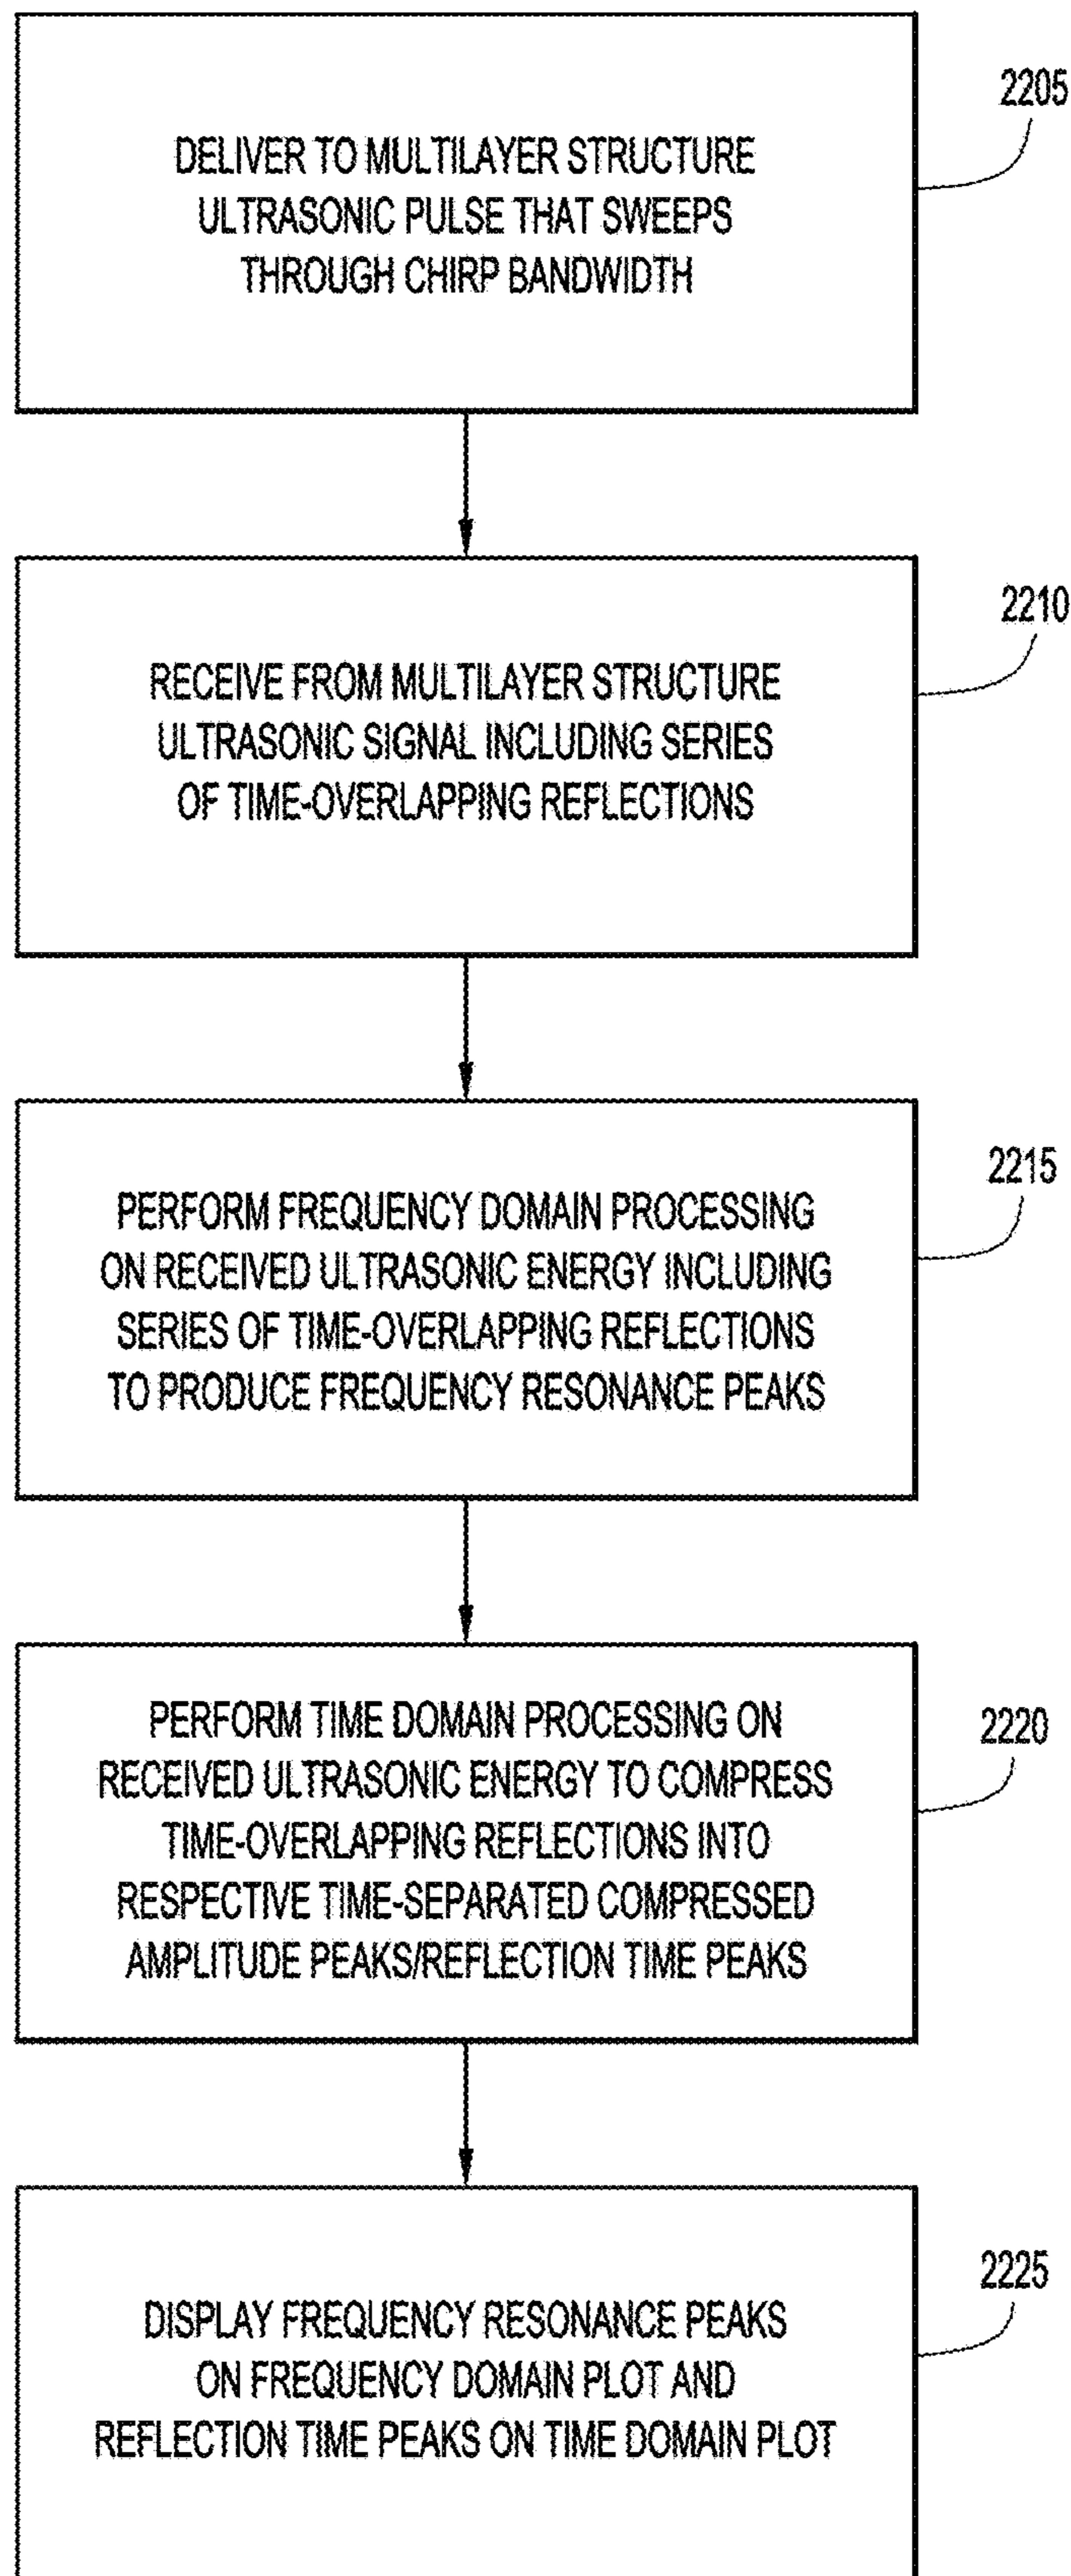 DELIVER TO MULTILAYER STRUCTURE
ULTRASONIC PULSE THAT SWEEPS
THROUGH CHIRP BANDWIDTH
2205
RECEIVE FROM MULTILAYER STRUCTURE
ULTRASONIC SIGNAL INCLUDING SERIES
OF TIME-OVERLAPPING REFLECTIONS
2210
PERFORM FREQUENCY DOMAIN PROCESSING
ON RECEIVED ULTRASONIC ENERGY INCLUDING
SERIES OF TIME-OVERLAPPING REFLECTIONS
TO PRODUCE FREQUENCY RESONANCE PEAKS
2215
PERFORM TIME DOMAIN PROCESSING ON
RECEIVED ULTRASONIC ENERGY TO COMPRESS
TIME-OVERLAPPING REFLECTIONS INTO
RESPECTIVE TIME-SEPARATED COMPRESSED
AMPLITUDE PEAKS/REFLECTION TIME PEAKS
2220
DISPLAY FREQUENCY RESONANCE PEAKS
ON FREQUENCY DOMAIN PLOT AND
REFLECTION TIME PEAKS ON TIME DOMAIN PLOT
2225